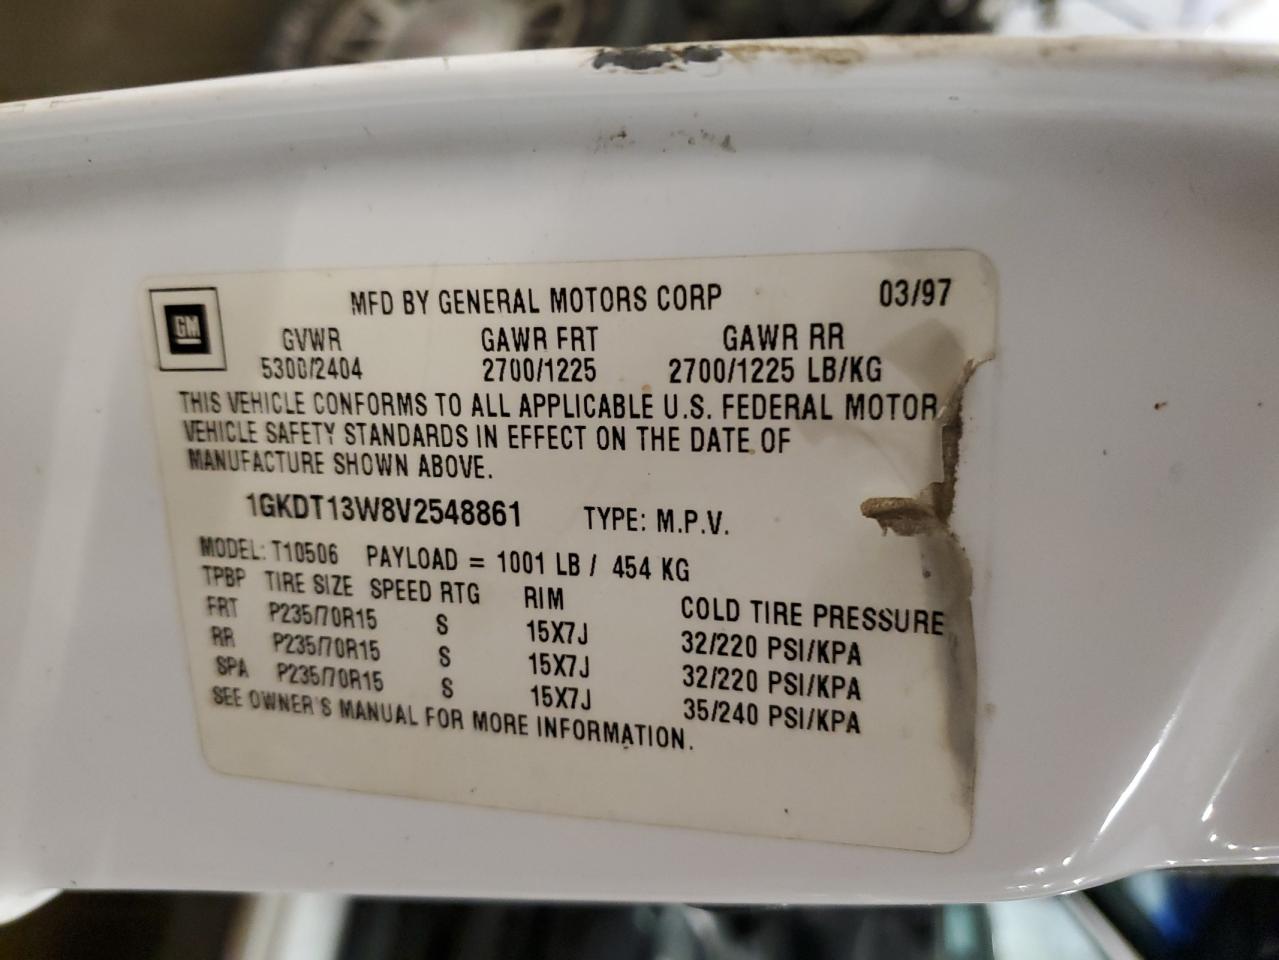 GM
MFD BY GENERAL MOTORS CORP 03/97
GVWR GAWR FRT GAWR RR
5300/2404 2700/1225 2700/1225 LB/KG
THIS VEHICLE CONFORMS TO ALL APPLICABLE U.S. FEDERAL MOTOR
VEHICLE SAFETY STANDARDS IN EFFECT ON THE DATE OF
MANUFACTURE SHOWN ABOVE.
1GKDT13W8V2548861 TYPE: M.P.V.
MODEL: T10506 PAYLOAD = 1001 LB / 454 KG
TPBP TIRE SIZE SPEED RTG RIM COLD TIRE PRESSURE
FRT P235/70R15 S 15X7J 32/220 PSI/KPA
RR P235/70R15 S 15X7J 32/220 PSI/KPA
SPA P235/70R15 S 15X7J 35/240 PSI/KPA
SEE OWNER'S MANUAL FOR MORE INFORMATION.